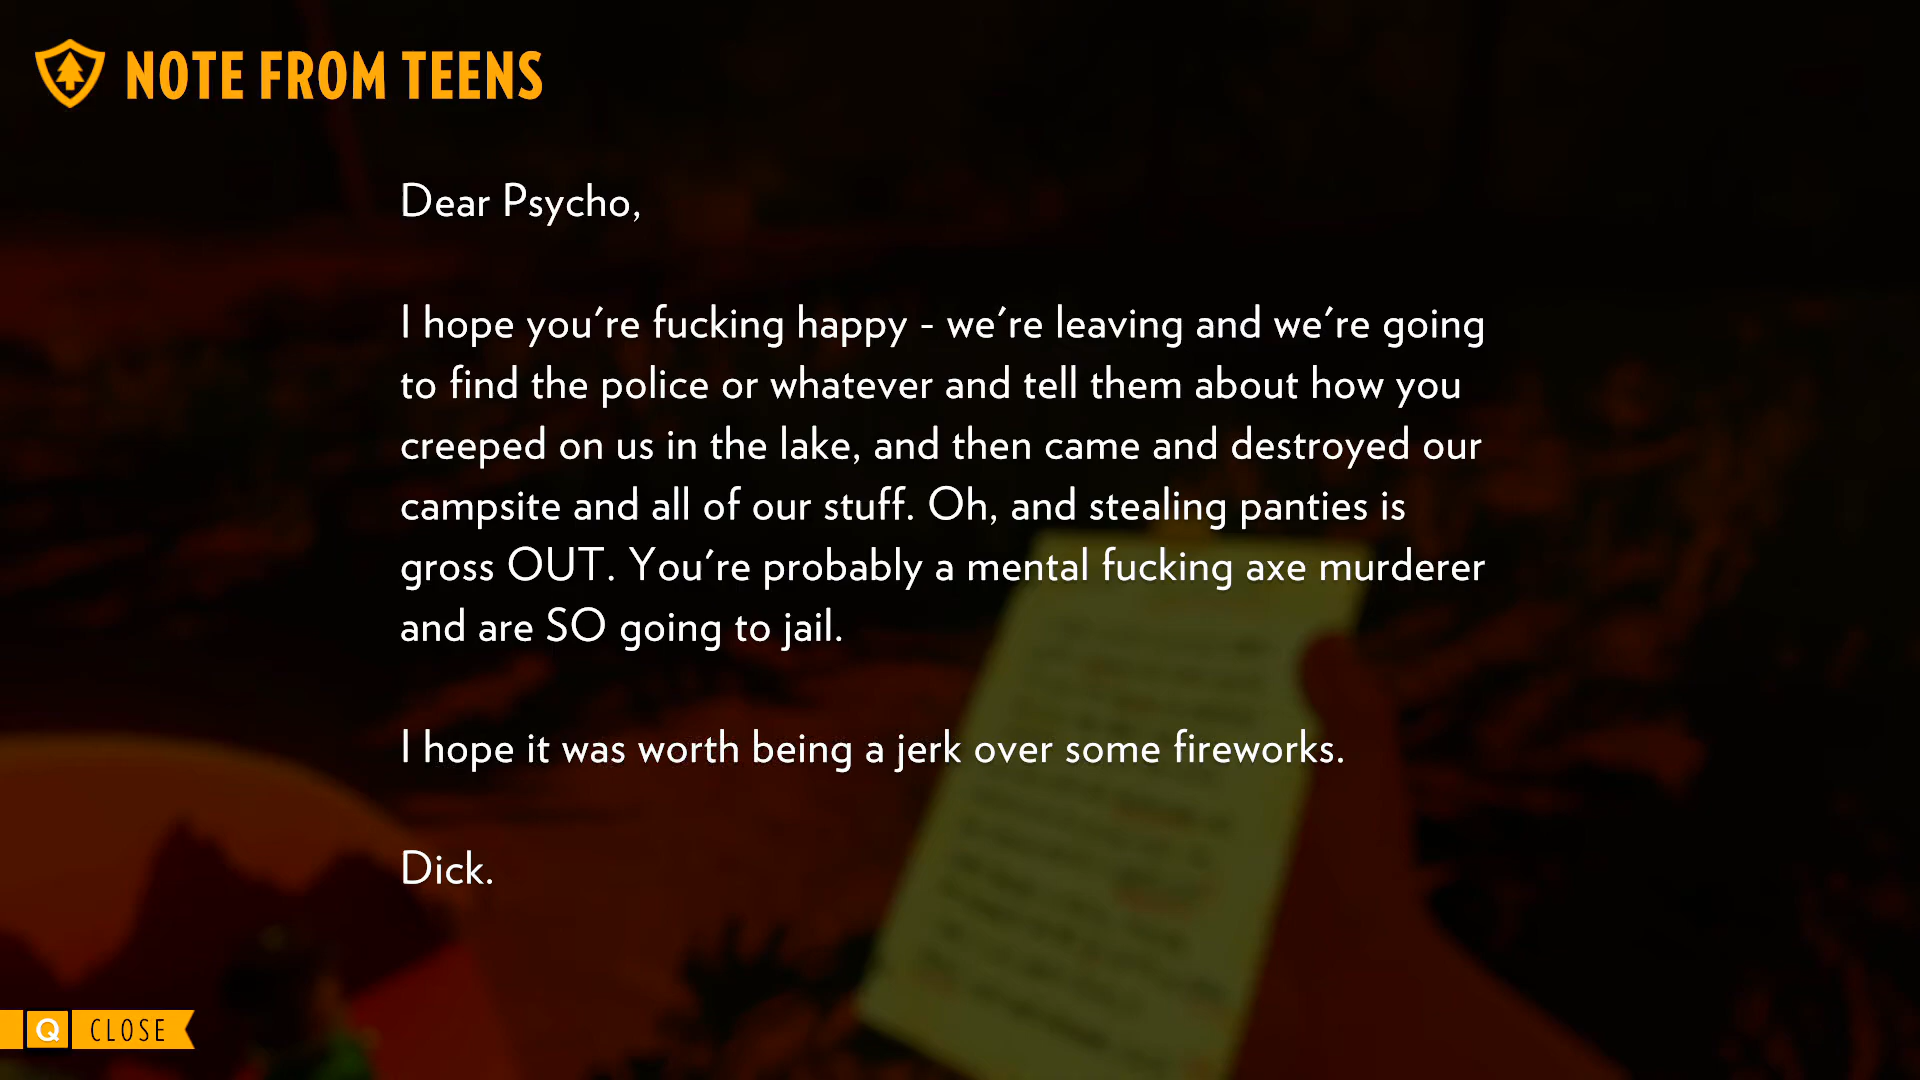 NOTE FROM TEENS
Dear Psycho,
I hope you're fucking happy - we're leaving and we're going
to find the police or whatever and tell them about how you
creeped on us in the lake, and then came and destroyed our
campsite and all of our stuff. Oh, and stealing panties is
gross OUT. You're probably a mental fucking axe murderer
and are SO going to jail.
I hope it was worth being a jerk over some fireworks.
Dick.
Q CLOSE